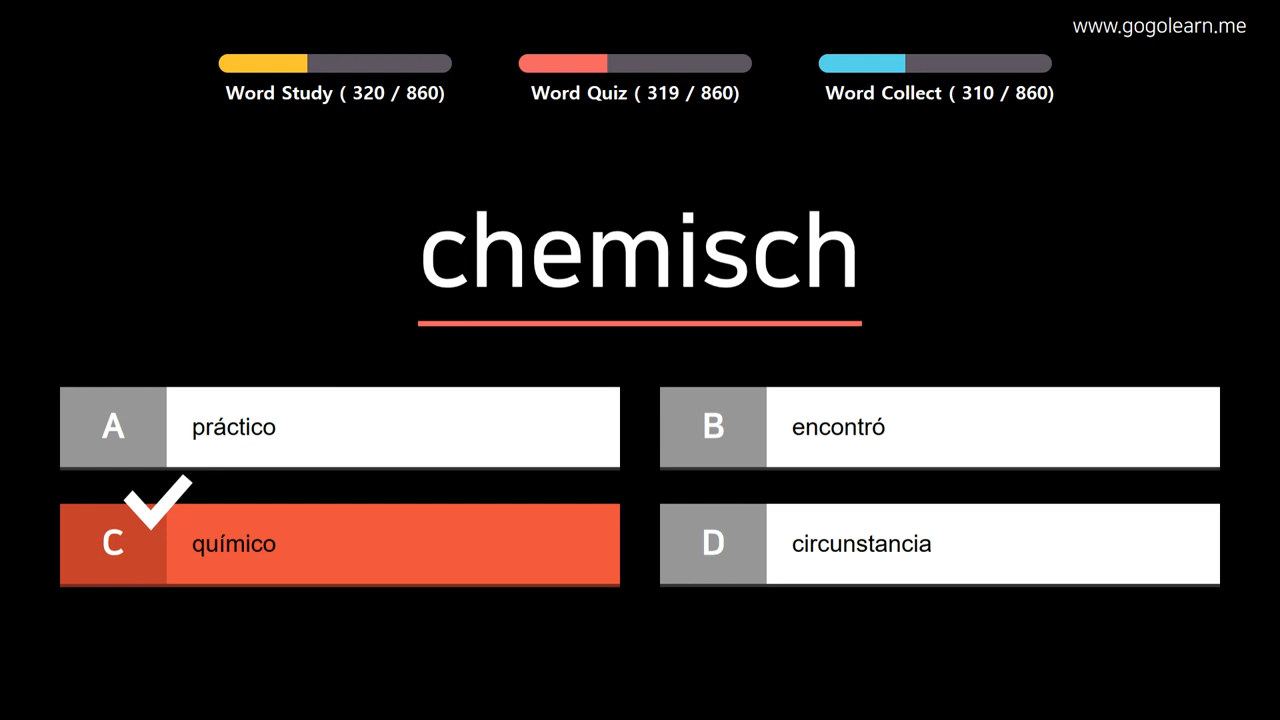 www.gogolearn.me
Word Study ( 320 / 860)
Word Quiz ( 319 / 860)
Word Collect ( 310 / 860)
chemisch
A práctico
B encontró
C químico
D circunstancia